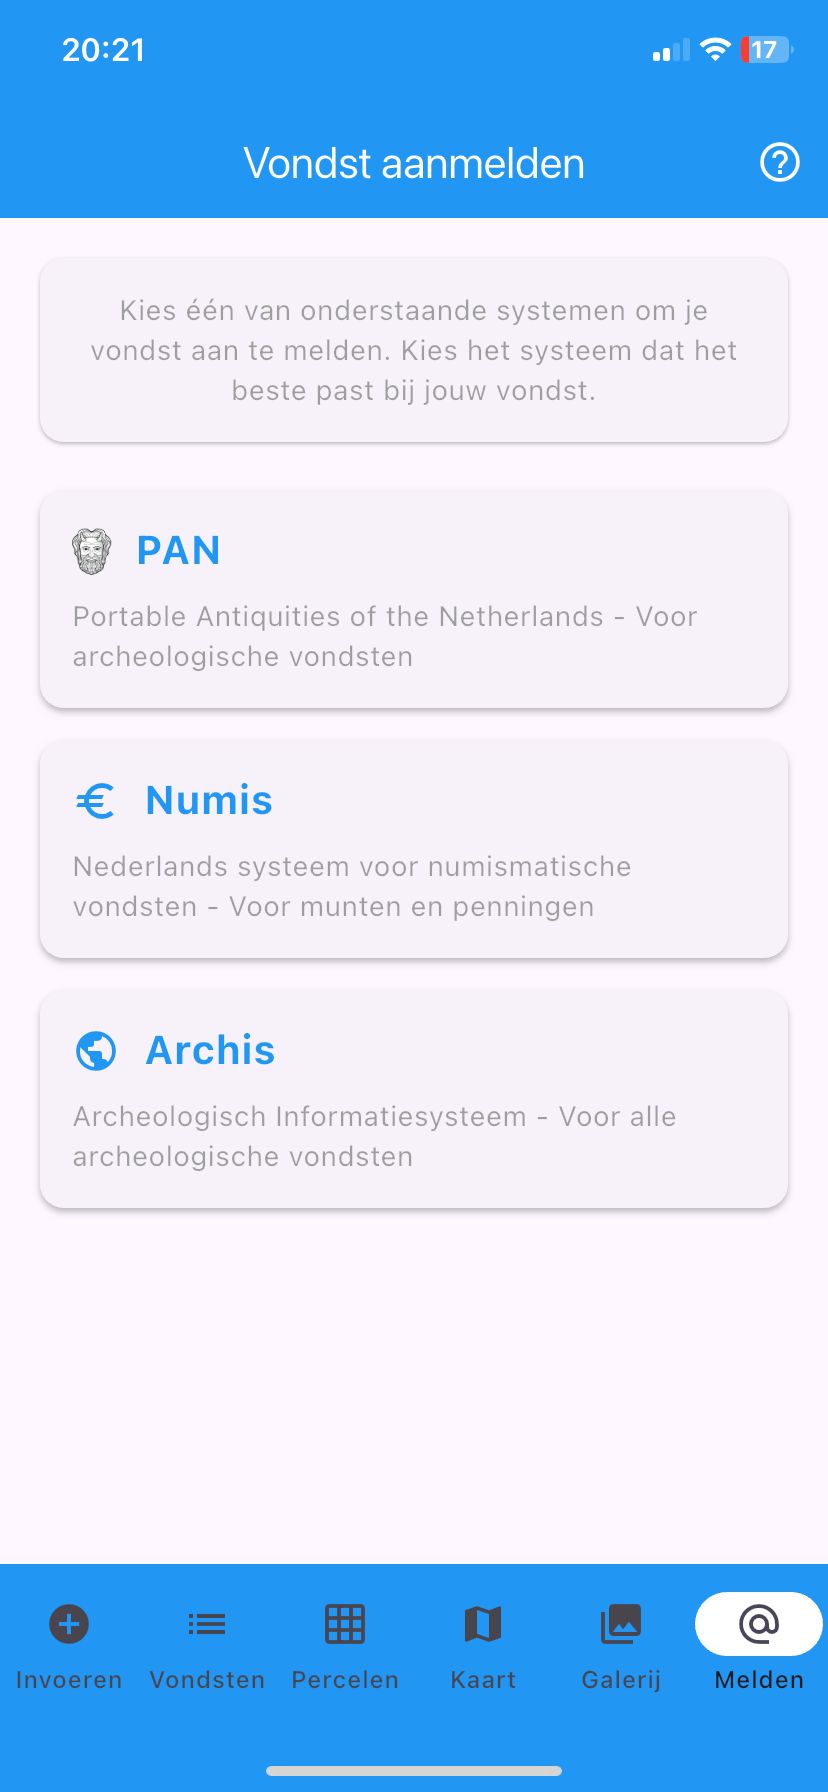 20:21
17
Vondst aanmelden
Kies één van onderstaande systemen om je
vondst aan te melden. Kies het systeem dat het
beste past bij jouw vondst.
PAN
Portable Antiquities of the Netherlands - Voor
archeologische vondsten
Numis
Nederlands systeem voor numismatische
vondsten - Voor munten en penningen
Archis
Archeologisch Informatiesysteem - Voor alle
archeologische vondsten
Invoeren Vondsten Percelen Kaart Galerij Melden